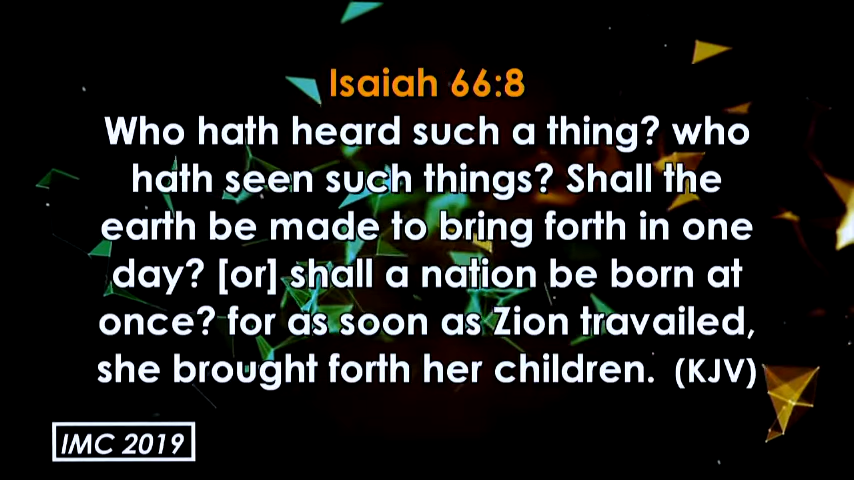 Isaiah 66:8
Who hath heard such a thing? who
hath seen such things? Shall the
earth be made to bring forth in one
day? [or] shall a nation be born at
once? for as soon as Zion travailed,
she brought forth her children. (KJV)
IMC 2019